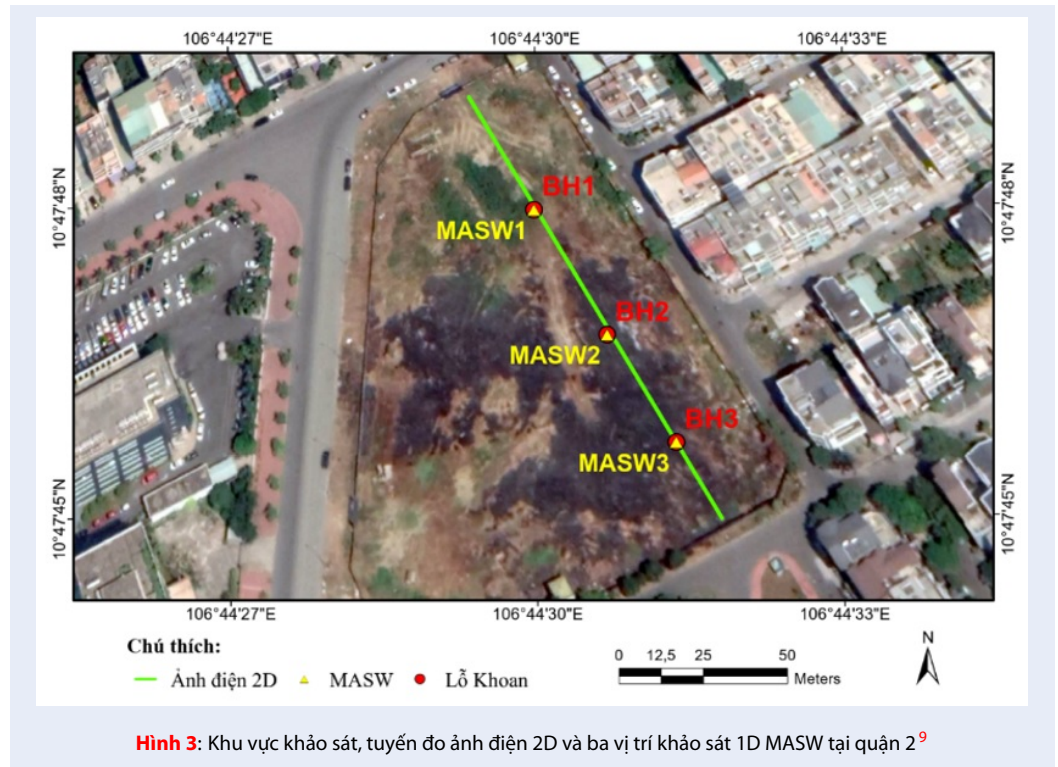 106°44'27"E 106°44'30"E 106°44'33"E
10°47'48"N
10°47'48"N
BH1
MASW1
BH2
MASW2
BH3
MASW3
10°47'45"N
10°47'45"N
106°44'27"E 106°44'30"E 106°44'33"E
Chú thích:
Ảnh điện 2D MASW Lỗ Khoan
0 12,5 25 50
Meters
N
Hình 3: Khu vực khảo sát, tuyến đo ảnh điện 2D và ba vị trí khảo sát 1D MASW tại quận 2 9